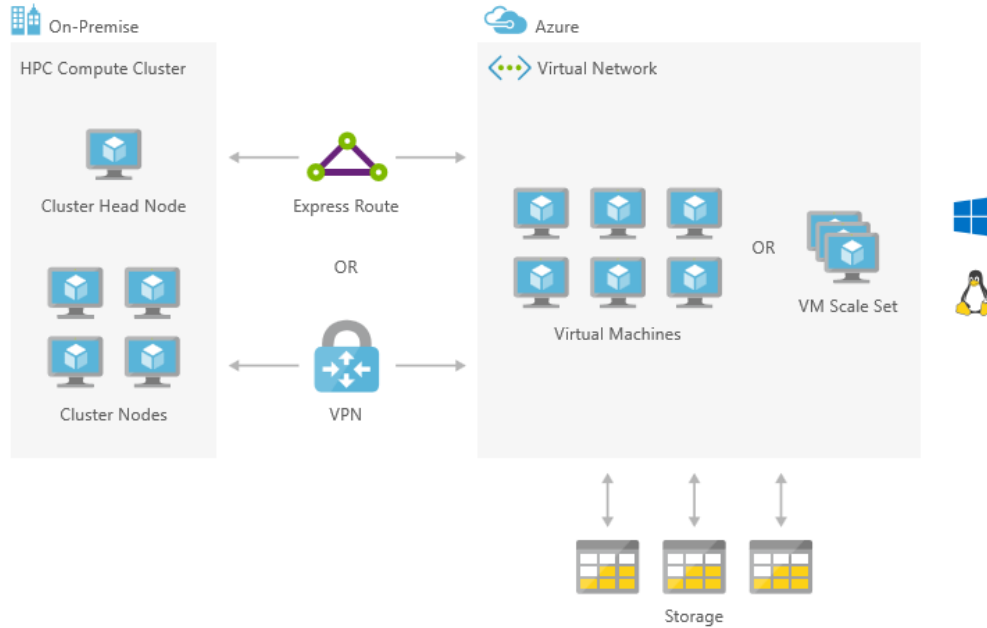 On-Premise
Azure
HPC Compute Cluster
Virtual Network
Cluster Head Node
Express Route
OR
OR
VM Scale Set
Virtual Machines
Cluster Nodes
VPN
Storage